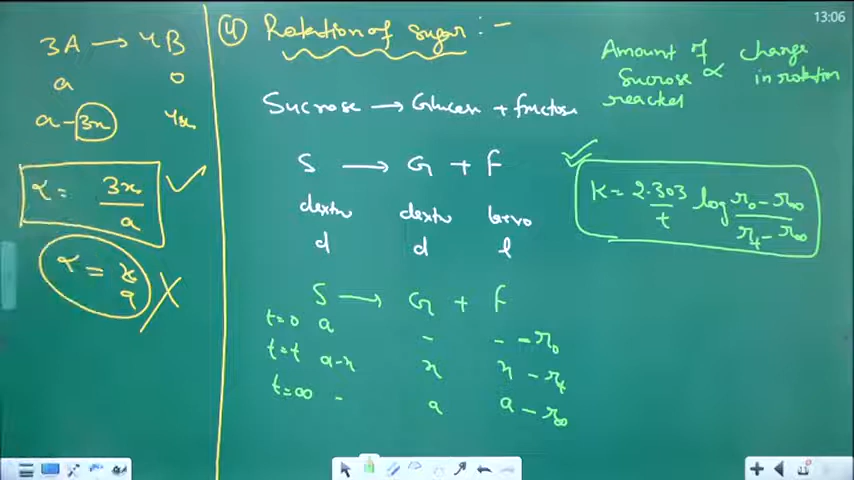 13:06
3A → 4B
a 0
a-3x 4x
α = 3x/a
α = x/a
(4) Rotation of sugar :-
Sucrose → Glucose + fructose
S → G + F
dextro dextro laevo
d d l
S → G + F
t=0 a - - = r₀
t=t a-x x x - rₜ
t=∞ - a a - r∞
Amount of Sucrose reacted ∝ change in rotation
K = 2.303/t log r₀ - r∞ / rₜ - r∞